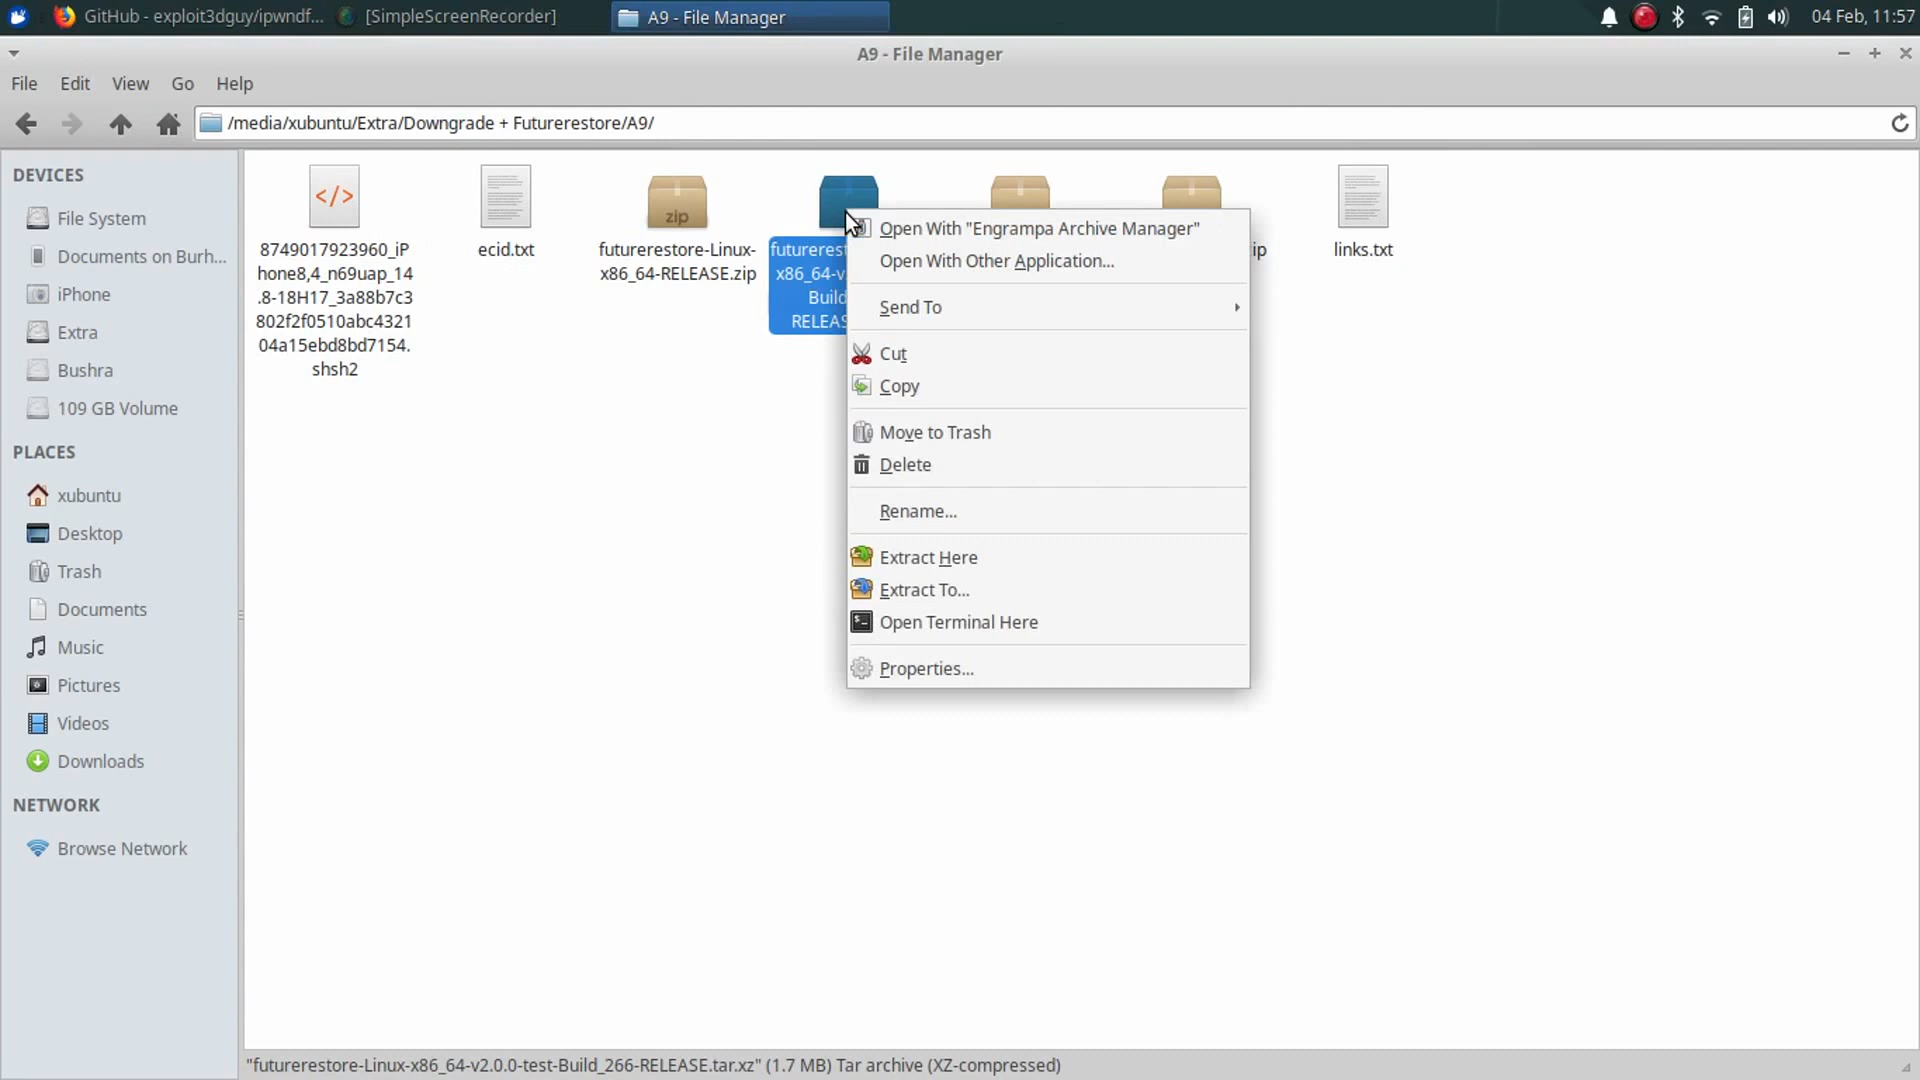 GitHub - exploit3dguy/ipwndf...
[SimpleScreenRecorder]
A9 - File Manager
04 Feb, 11:57
A9 - File Manager
File Edit View Go Help
/media/xubuntu/Extra/Downgrade + Futurerestore/A9/
DEVICES
File System
Documents on Burh...
iPhone
Extra
Bushra
109 GB Volume
PLACES
xubuntu
Desktop
Trash
Documents
Music
Pictures
Videos
Downloads
NETWORK
Browse Network
</>
8749017923960_iP
hone8,4_n69uap_14
.8-18H17_3a88b7c3
802f2f0510abc4321
04a15ebd8bd7154.
shsh2
ecid.txt
zip
futurerestore-Linux-
x86_64-RELEASE.zip
futurerest
x86_64-v
Build
RELEAS
ip
links.txt
Open With "Engrampa Archive Manager"
Open With Other Application...
Send To
Cut
Copy
Move to Trash
Delete
Rename...
Extract Here
Extract To...
Open Terminal Here
Properties...
"futurerestore-Linux-x86_64-v2.0.0-test-Build_266-RELEASE.tar.xz" (1.7 MB) Tar archive (XZ-compressed)